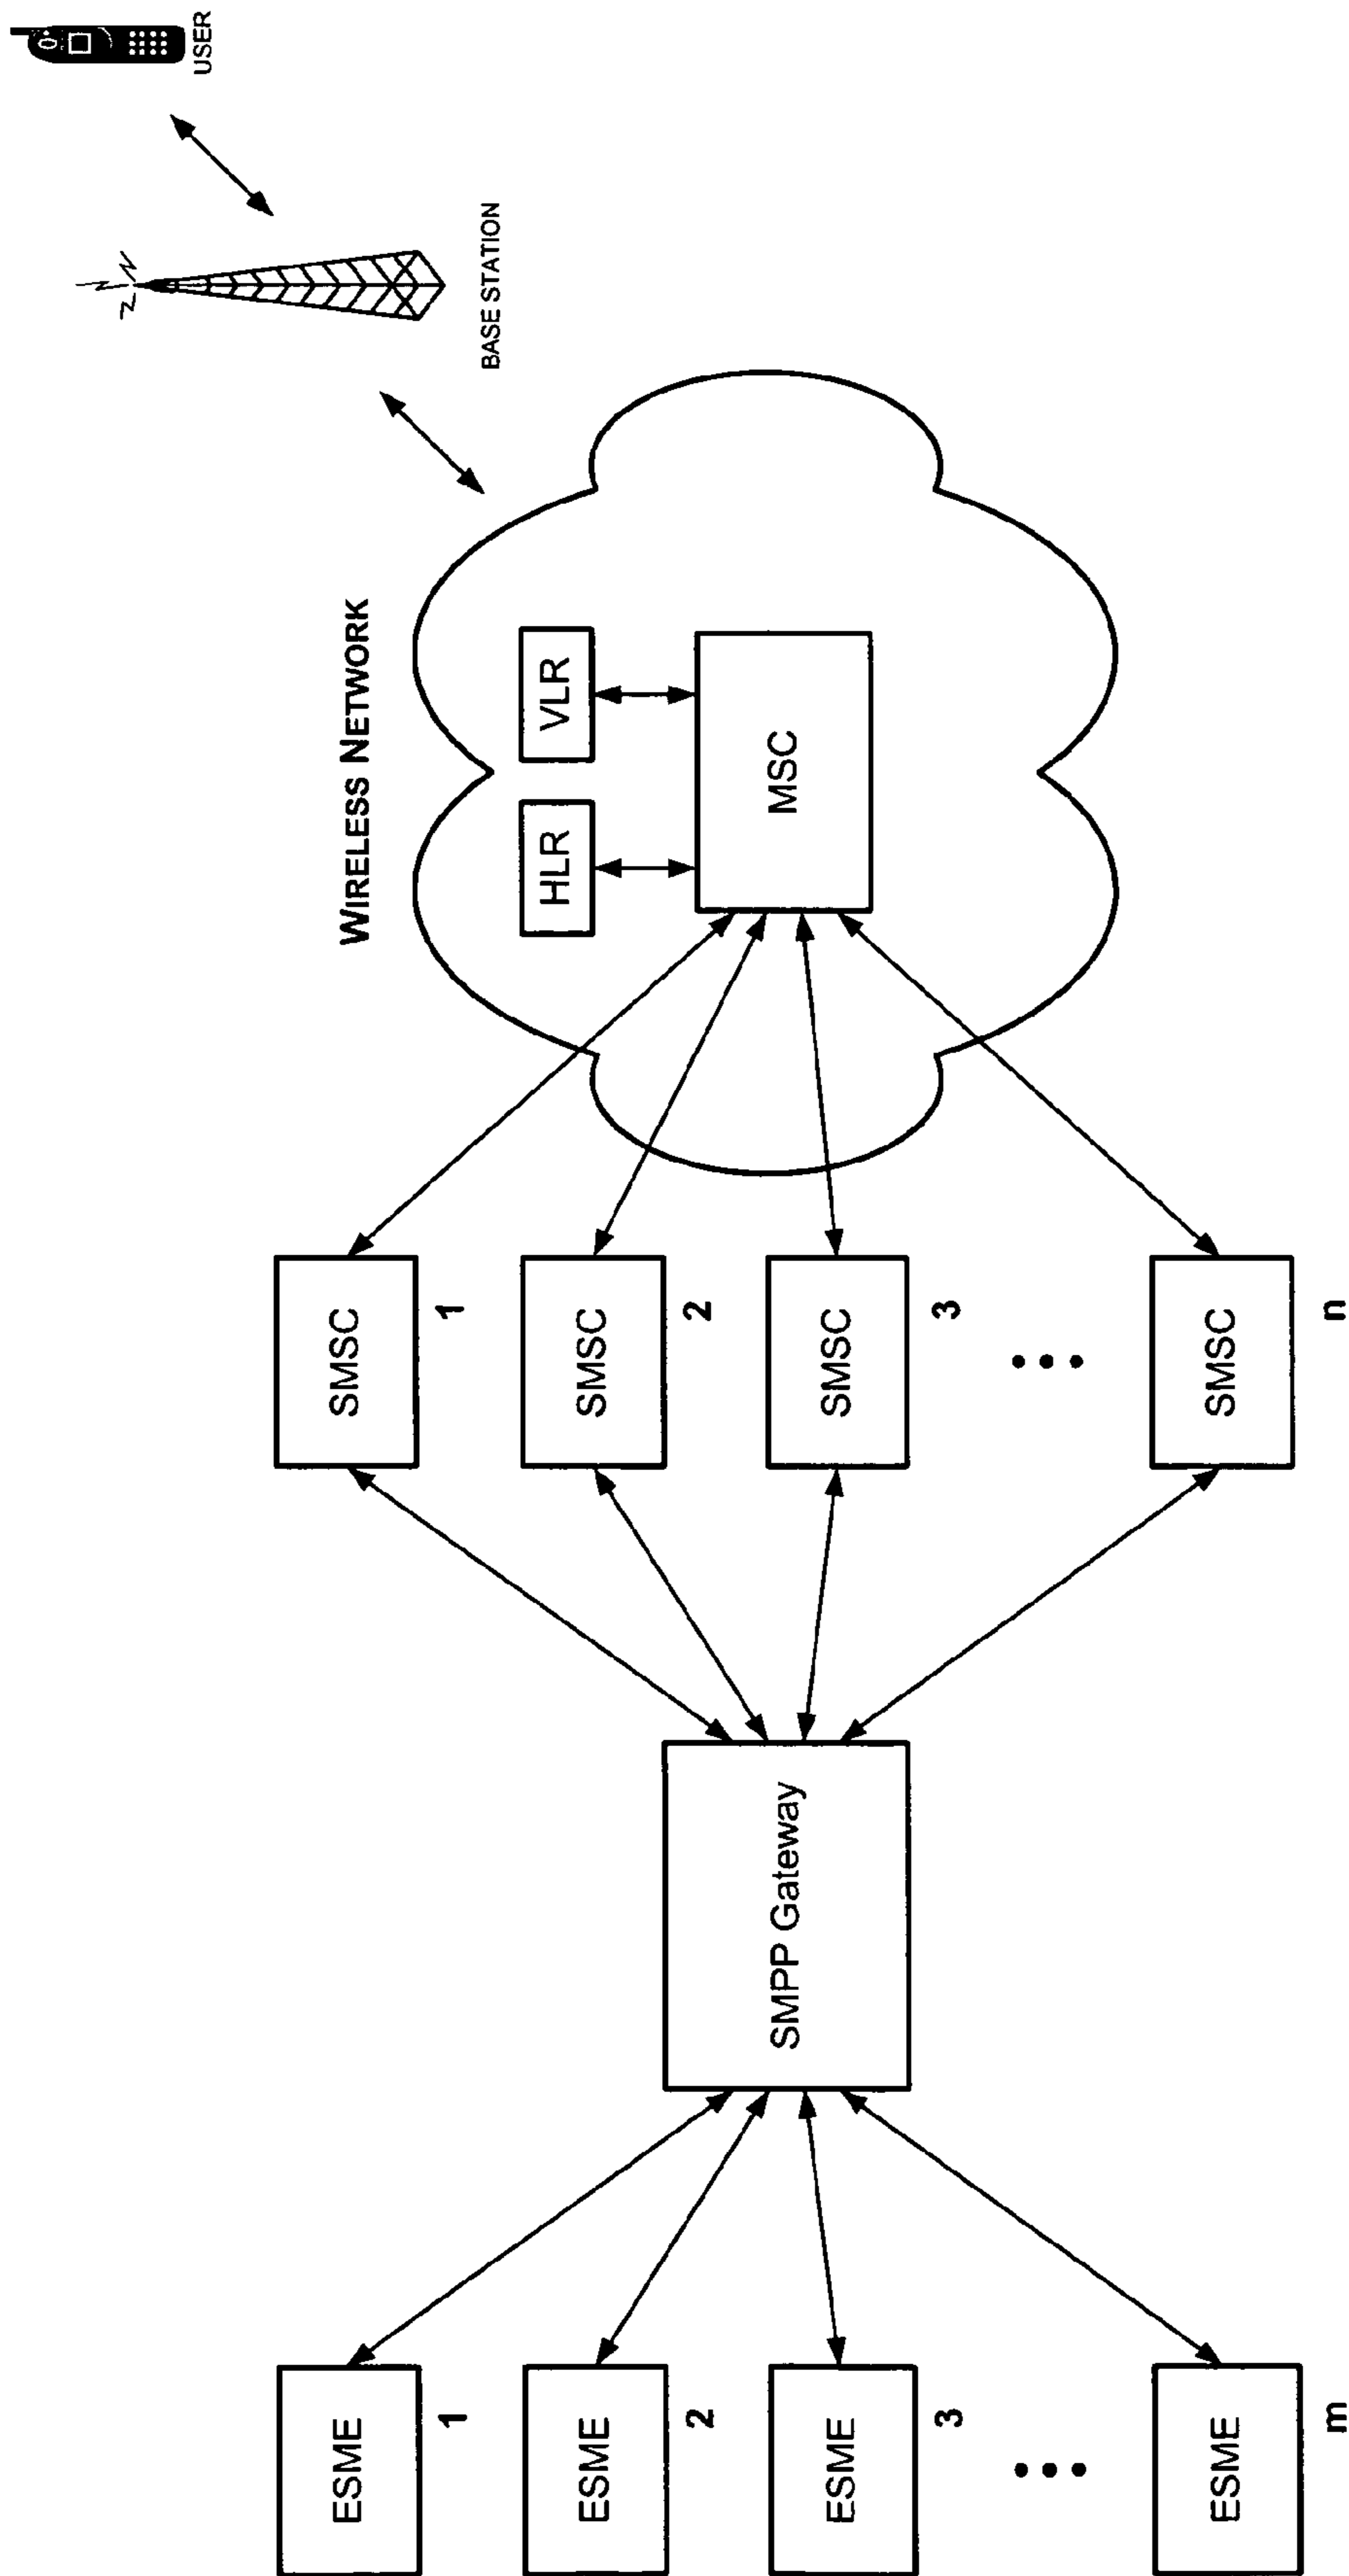 USER
BASE STATION
WIRELESS NETWORK
HLR
VLR
MSC
SMSC
1
SMSC
2
SMSC
3
SMSC
n
SMPP Gateway
ESME
1
ESME
2
ESME
3
ESME
m